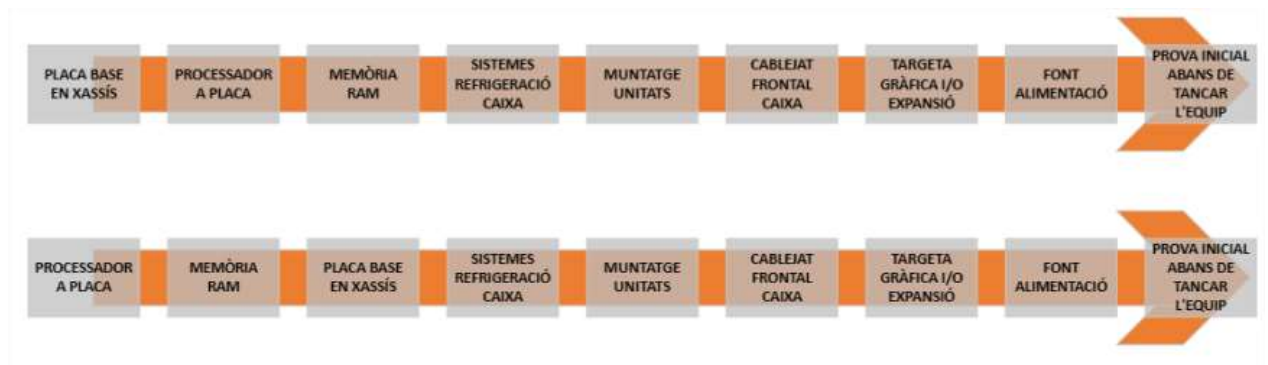 PLACA BASE
EN XASSÍS
PROCESSADOR
A PLACA
MEMÒRIA
RAM
SISTEMES
REFRIGERACIÓ
CAIXA
MUNTATGE
UNITATS
CABLEJAT
FRONTAL
CAIXA
TARGETA
GRÀFICA I/O
EXPANSIÓ
FONT
ALIMENTACIÓ
PROVA INICIAL
ABANS DE
TANCAR
L'EQUIP
PROCESSADOR
A PLACA
MEMÒRIA
RAM
PLACA BASE
EN XASSÍS
SISTEMES
REFRIGERACIÓ
CAIXA
MUNTATGE
UNITATS
CABLEJAT
FRONTAL
CAIXA
TARGETA
GRÀFICA I/O
EXPANSIÓ
FONT
ALIMENTACIÓ
PROVA INICIAL
ABANS DE
TANCAR
L'EQUIP